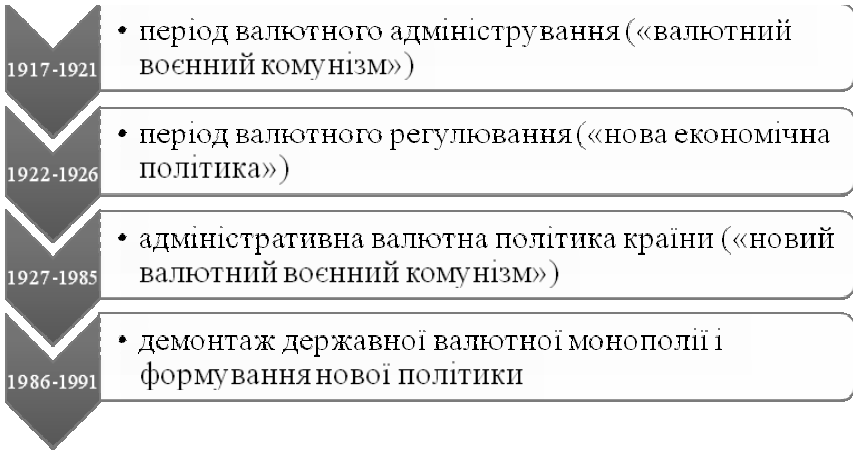 • період валютного адміністрування («валютний
1917-1921
воєнний комунізм»)
• період валютного регулювання («нова економічна
1922-1926
політика»)
• адміністративна валютна політика країни («новий
1927-1985
валютний воєнний комунізм»)
• демонтаж державної валютної монополії і
1986-1991
формування нової політики